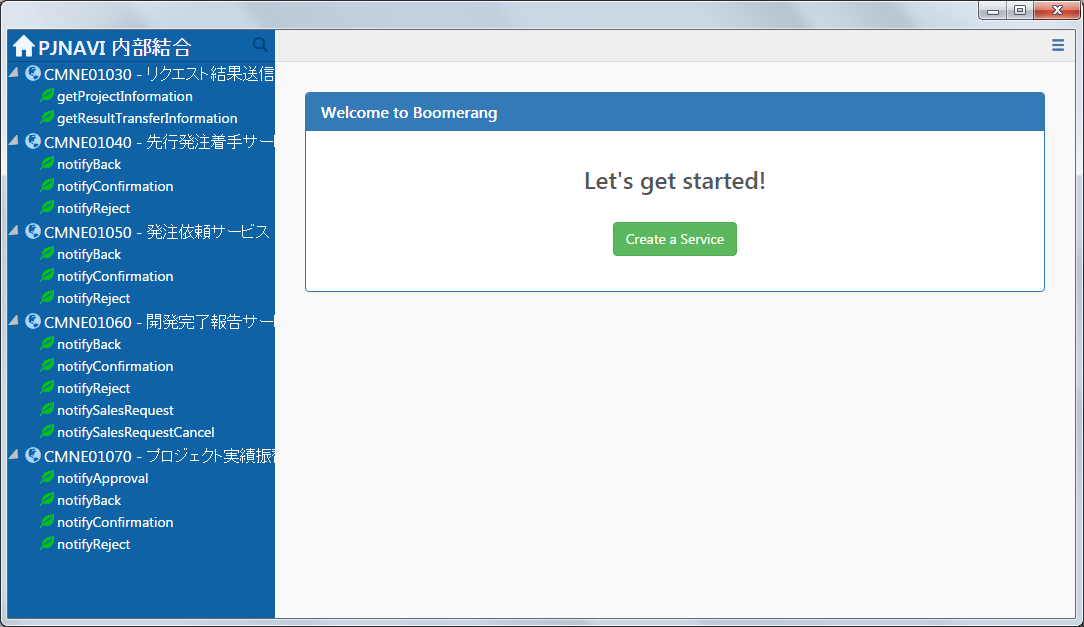 PJNAVI 内部結合
CMNE01030 - リクエスト結果送信
getProjectInformation
getResultTransferInformation
CMNE01040 - 先行発注着手サー
notifyBack
notifyConfirmation
notifyReject
CMNE01050 - 発注依頼サービス
notifyBack
notifyConfirmation
notifyReject
CMNE01060 - 開発完了報告サー
notifyBack
notifyConfirmation
notifyReject
notifySalesRequest
notifySalesRequestCancel
CMNE01070 - プロジェクト実績振
notifyApproval
notifyBack
notifyConfirmation
notifyReject
Welcome to Boomerang
Let's get started!
Create a Service